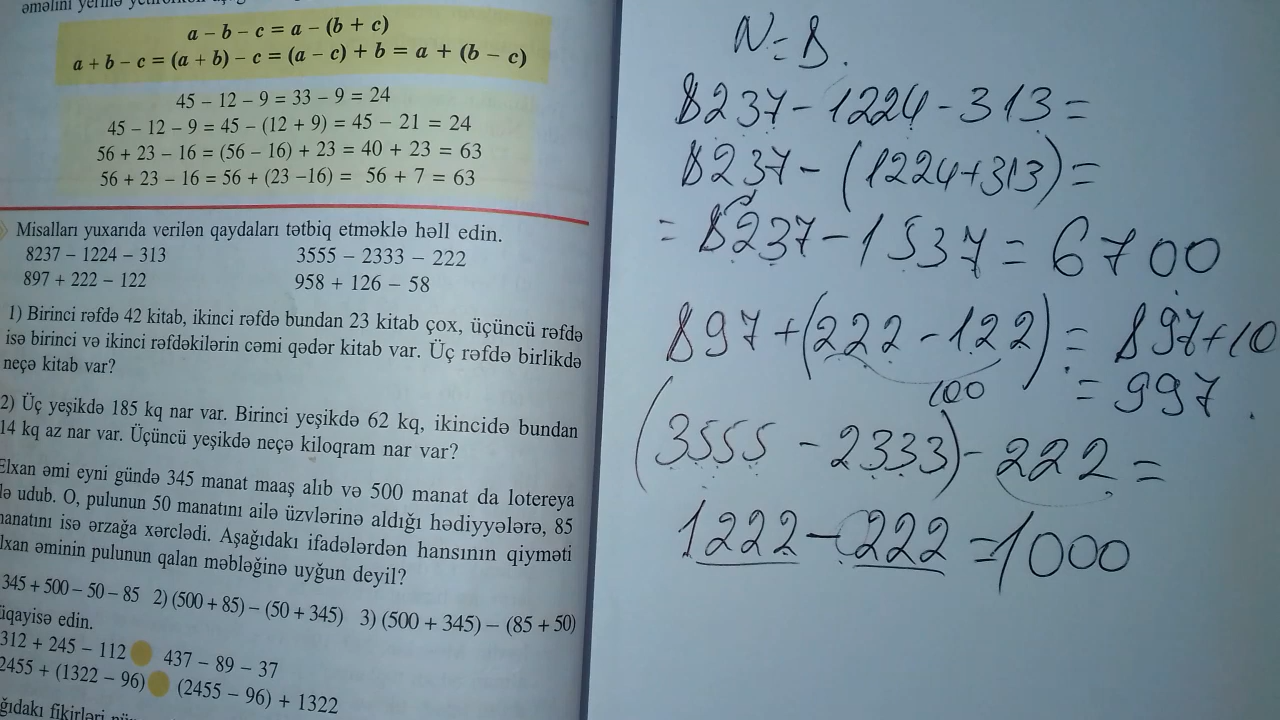 əməlini yerinə yetirərkən
a – b – c = a – (b + c)
a + b – c = (a + b) – c = (a – c) + b = a + (b – c)
45 – 12 – 9 = 33 – 9 = 24
45 – 12 – 9 = 45 – (12 + 9) = 45 – 21 = 24
56 + 23 – 16 = (56 – 16) + 23 = 40 + 23 = 63
56 + 23 – 16 = 56 + (23 –16) = 56 + 7 = 63
Misalları yuxarıda verilən qaydaları tətbiq etməklə həll edin.
8237 – 1224 – 313 3555 – 2333 – 222
897 + 222 – 122 958 + 126 – 58
1) Birinci rəfdə 42 kitab, ikinci rəfdə bundan 23 kitab çox, üçüncü rəfdə
isə birinci və ikinci rəfdəkilərin cəmi qədər kitab var. Üç rəfdə birlikdə
neçə kitab var?
2) Üç yeşikdə 185 kq nar var. Birinci yeşikdə 62 kq, ikincidə bundan
14 kq az nar var. Üçüncü yeşikdə neçə kiloqram nar var?
Elxan əmi eyni gündə 345 manat maaş alıb və 500 manat da lotereya
lə udub. O, pulunun 50 manatını ailə üzvlərinə aldığı hədiyyələrə, 85
manatını isə ərzağa xərclədi. Aşağıdakı ifadələrdən hansının qiyməti
lxan əminin pulunun qalan məbləğinə uyğun deyil?
345 + 500 – 50 – 85 2) (500 + 85) – (50 + 345) 3) (500 + 345) – (85 + 50)
üqayisə edin.
312 + 245 – 112 437 – 89 – 37
2455 + (1322 – 96) (2455 – 96) + 1322
ğıdakı fikirləri
N=8.
8237-1224-313=
8237-(1224+313)=
=8237-1537=6700
897+(222-122)=897+10
100 =997.
(3555-2333)-222=
1222-222=1000